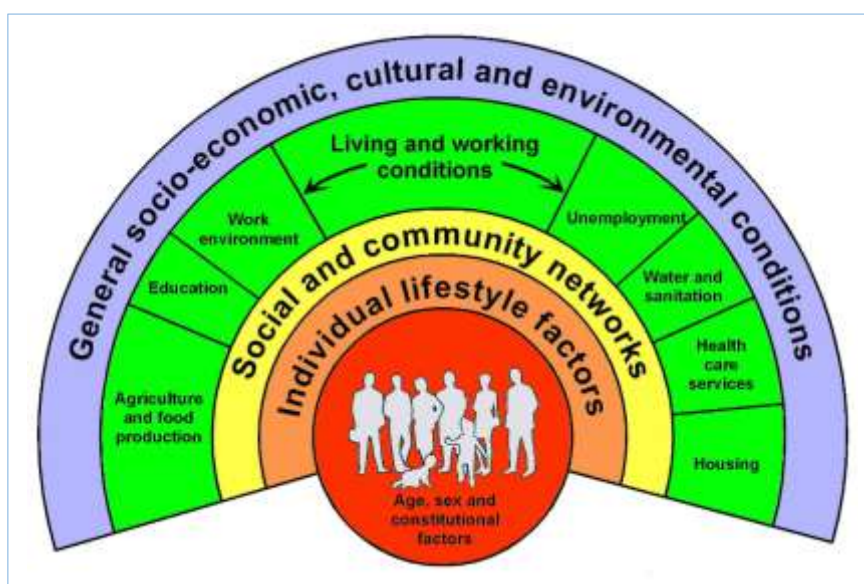 General socio-economic, cultural and environmental conditions
Living and working
conditions
Work
environment
Education
Agriculture
and food
production
Unemployment
Water and
sanitation
Health
care
services
Housing
Social and community networks
Individual lifestyle factors
Age, sex and
constitutional
factors